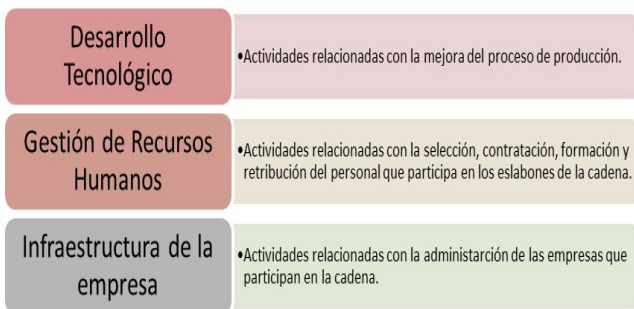 Desarrollo
Tecnológico
•Actividades relacionadas con la mejora del proceso de producción.
Gestión de Recursos
Humanos
•Actividades relacionadas con la selección, contratación, formación y
retribución del personal que participa en los eslabones de la cadena.
Infraestructura de la
empresa
•Actividades relacionadas con la administarción de las empresas que
participan en la cadena.